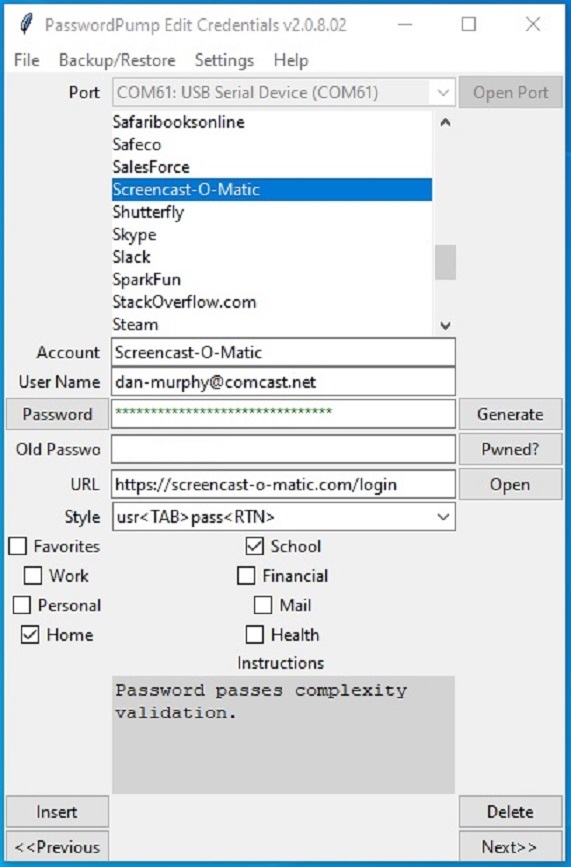 PasswordPump Edit Credentials v2.0.8.02
File Backup/Restore Settings Help
Port COM61: USB Serial Device (COM61) Open Port
Safaribooksonline
Safeco
SalesForce
Screencast-O-Matic
Shutterfly
Skype
Slack
SparkFun
StackOverflow.com
Steam
Account Screencast-O-Matic
User Name dan-murphy@comcast.net
Password ******************************* Generate
Old Passwo Pwned?
URL https://screencast-o-matic.com/login Open
Style usr<TAB>pass<RTN>
Favorites School
Work Financial
Personal Mail
Home Health
Instructions
Password passes complexity
validation.
Insert Delete
<<Previous Next>>